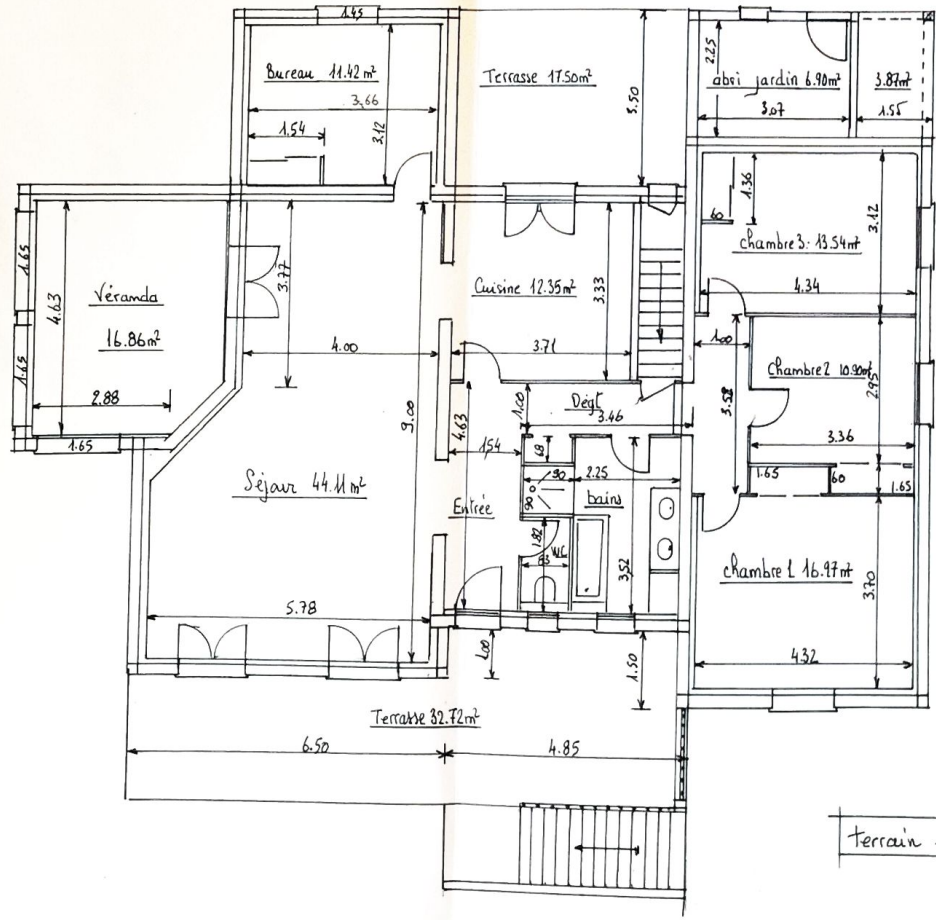 1.45
Bureau 11.42 m²
3,66
1.54
3.12
Terrasse 17.50m²
5.50
2.25
abri jardin 6.90m²
3,07
3.87m²
1.55
1.65
1.65
4.63
Véranda
16.86m²
2.88
1.65
3.77
4.00
9.00
Séjour 44.11m²
5.78
Cuisine 12.35m²
3.33
3.71
1.36
60
Chambre 3: 13.54m²
3.12
4.34
1.00
3.58
Chambre 2 10.90m²
2.95
3.36
1.65
60
1.65
Dégt
3.46
1.00
4.63
154
68
2.25
90
90
bains
Entrée
1.82
WC
83
3,52
Chambre 1 16.97m²
3.70
4.32
1.00
1.50
Terrasse 32.72m²
6.50
4.85
terrain